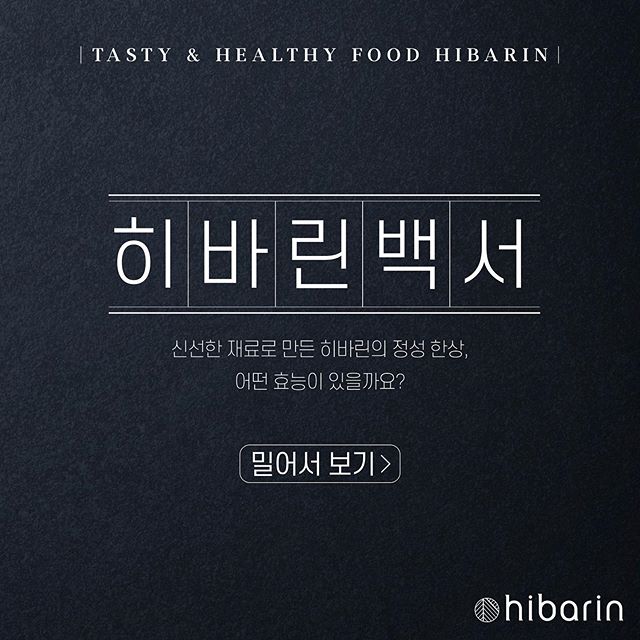 | TASTY & HEALTHY FOOD HIBARIN |
히바린백서
신선한 재료로 만든 히바린의 정성 한상,
어떤 효능이 있을까요?
밀어서 보기 >
hibarin